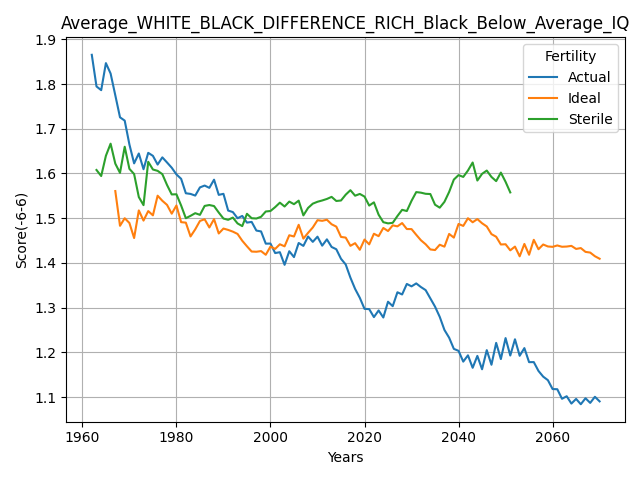 Average_WHITE_BLACK_DIFFERENCE_RICH_Black_Below_Average_IQ
Score(-6-6)
1.9
1.8
1.7
1.6
1.5
1.4
1.3
1.2
1.1
Fertility
Actual
Ideal
Sterile
1960 1980 2000 2020 2040 2060
Years